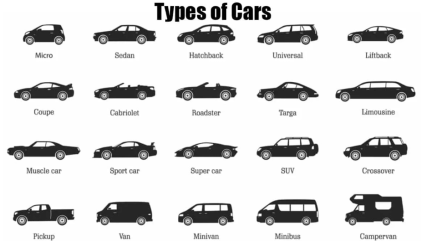 Types of Cars
Micro Sedan Hatchback Universal Liftback
Coupe Cabriolet Roadster Targa Limousine
Muscle car Sport car Super car SUV Crossover
Pickup Van Minivan Minibus Campervan